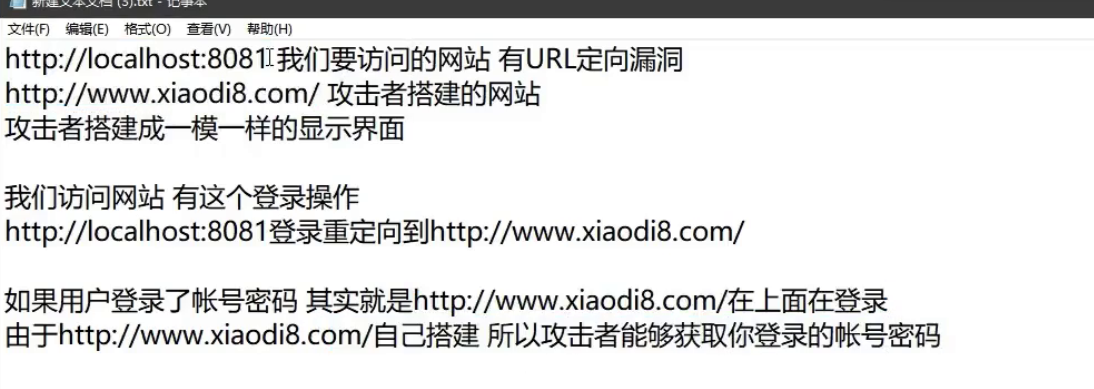 新建文本文档 (3).txt - 记事本
文件(F) 编辑(E) 格式(O) 查看(V) 帮助(H)
http://localhost:8081 我们要访问的网站 有URL定向漏洞
http://www.xiaodi8.com/ 攻击者搭建的网站
攻击者搭建成一模一样的显示界面
我们访问网站 有这个登录操作
http://localhost:8081登录重定向到http://www.xiaodi8.com/
如果用户登录了帐号密码 其实就是http://www.xiaodi8.com/在上面在登录
由于http://www.xiaodi8.com/自己搭建 所以攻击者能够获取你登录的帐号密码